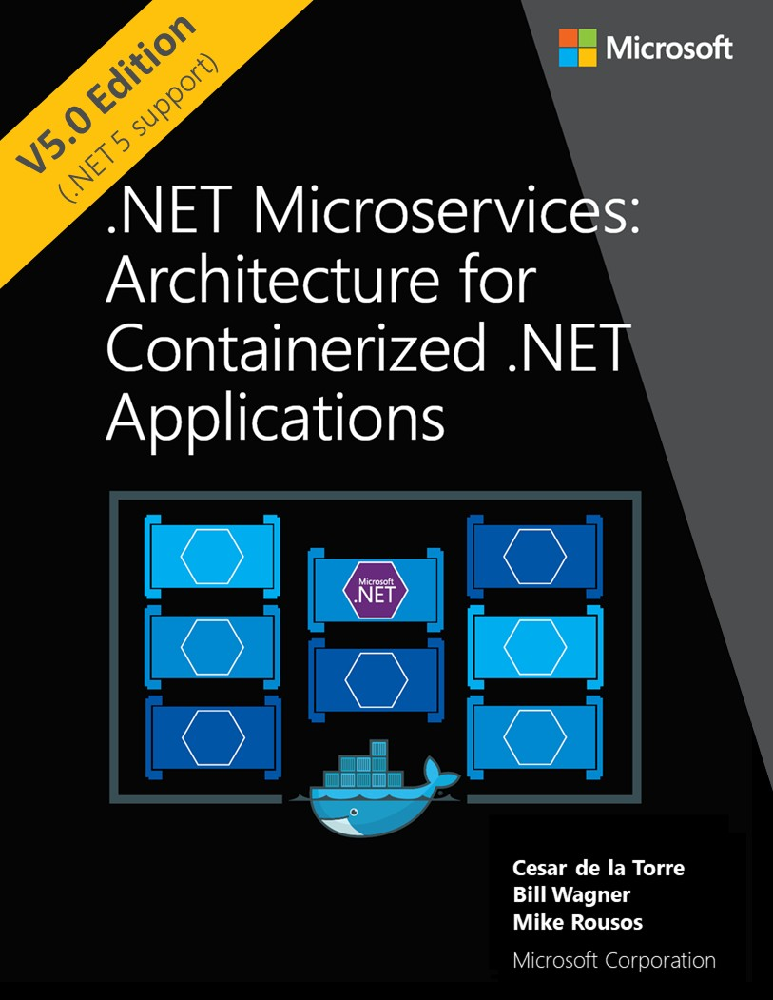 V5.0 Edition
(.NET 5 support)
Microsoft
.NET Microservices:
Architecture for
Containerized .NET
Applications
Microsoft
.NET
Cesar de la Torre
Bill Wagner
Mike Rousos
Microsoft Corporation